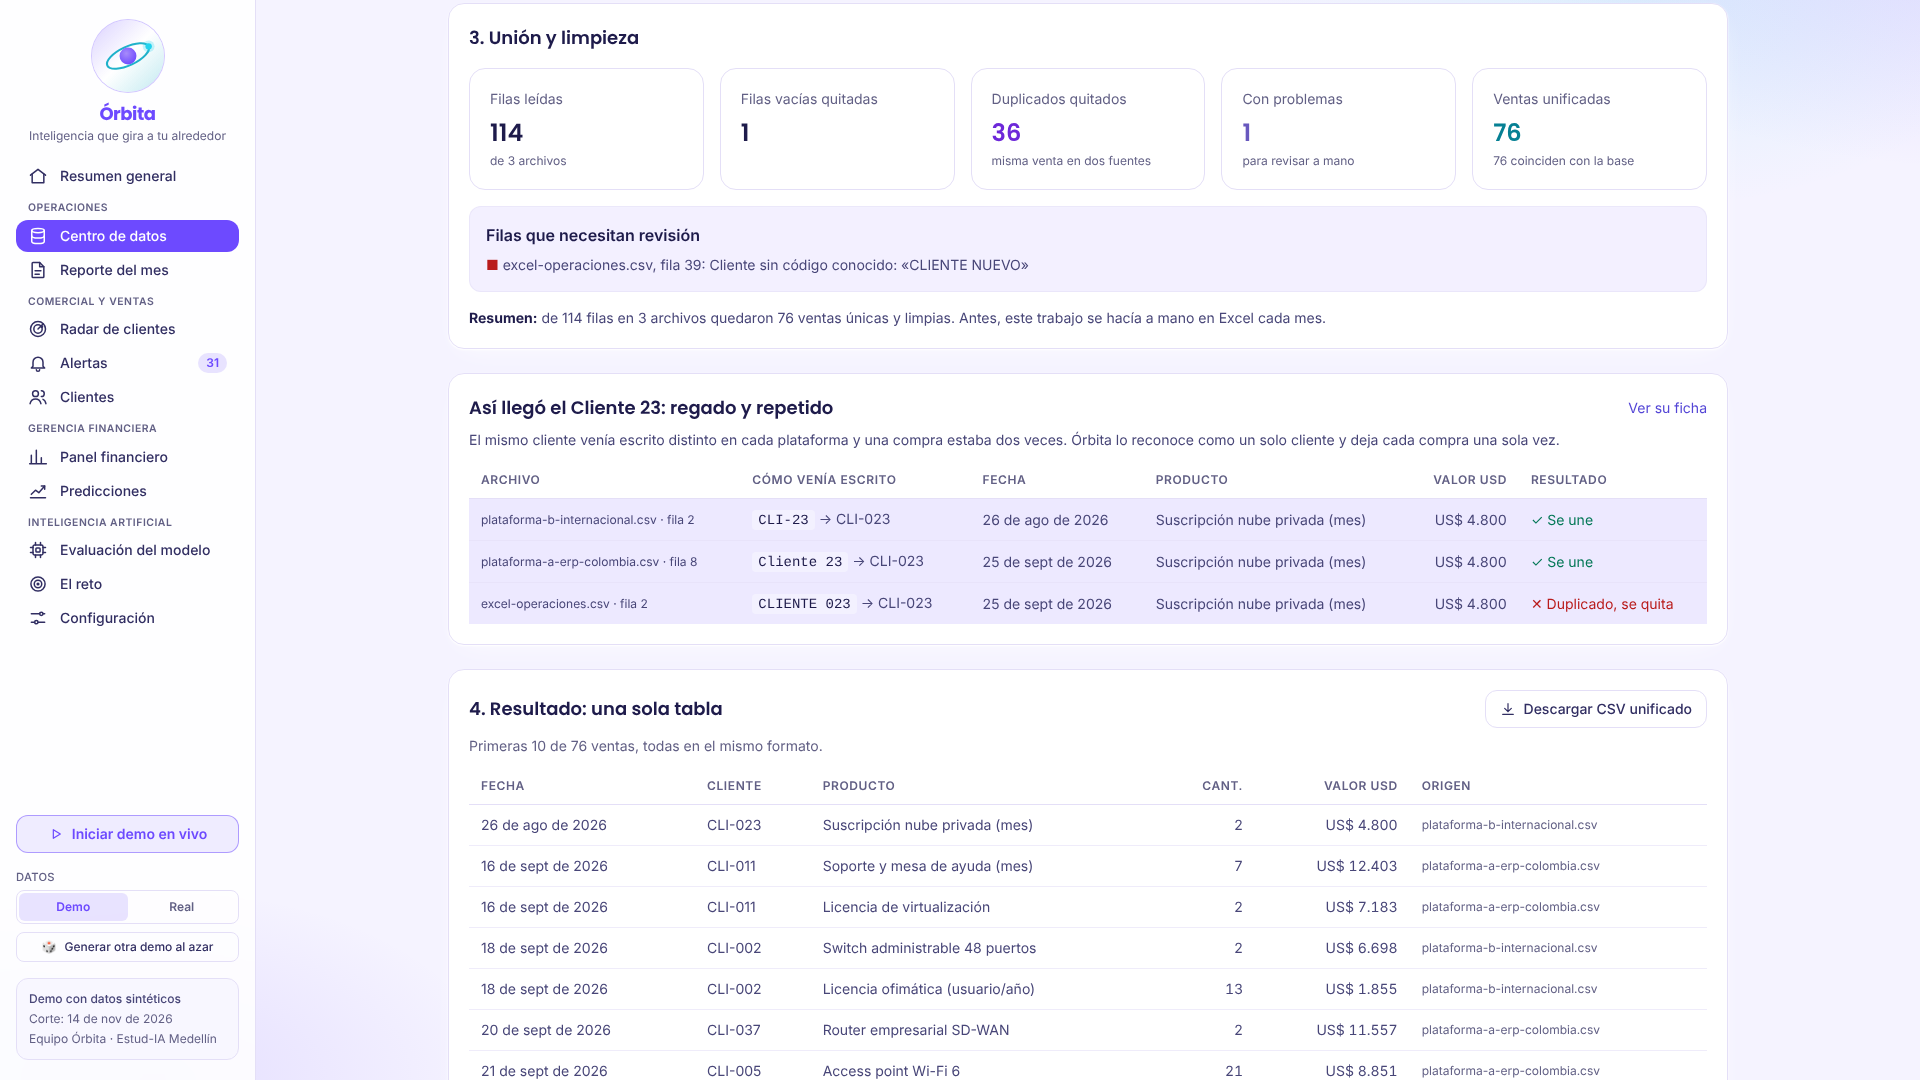 Órbita
Inteligencia que gira a tu alrededor
Resumen general
OPERACIONES
Centro de datos
Reporte del mes
COMERCIAL Y VENTAS
Radar de clientes
Alertas 31
Clientes
GERENCIA FINANCIERA
Panel financiero
Predicciones
INTELIGENCIA ARTIFICIAL
Evaluación del modelo
El reto
Configuración
Iniciar demo en vivo
DATOS
Demo Real
Generar otra demo al azar
Demo con datos sintéticos
Corte: 14 de nov de 2026
Equipo Órbita · Estud-IA Medellín
3. Unión y limpieza
Filas leídas
114
de 3 archivos
Filas vacías quitadas
1
Duplicados quitados
36
misma venta en dos fuentes
Con problemas
1
para revisar a mano
Ventas unificadas
76
76 coinciden con la base
Filas que necesitan revisión
excel-operaciones.csv, fila 39: Cliente sin código conocido: «CLIENTE NUEVO»
Resumen: de 114 filas en 3 archivos quedaron 76 ventas únicas y limpias. Antes, este trabajo se hacía a mano en Excel cada mes.
Así llegó el Cliente 23: regado y repetido
Ver su ficha
El mismo cliente venía escrito distinto en cada plataforma y una compra estaba dos veces. Órbita lo reconoce como un solo cliente y deja cada compra una sola vez.
ARCHIVO CÓMO VENÍA ESCRITO FECHA PRODUCTO VALOR USD RESULTADO
plataforma-b-internacional.csv · fila 2 CLI-23 → CLI-023 26 de ago de 2026 Suscripción nube privada (mes) US$ 4.800 ✓ Se une
plataforma-a-erp-colombia.csv · fila 8 Cliente 23 → CLI-023 25 de sept de 2026 Suscripción nube privada (mes) US$ 4.800 ✓ Se une
excel-operaciones.csv · fila 2 CLIENTE 023 → CLI-023 25 de sept de 2026 Suscripción nube privada (mes) US$ 4.800 ✕ Duplicado, se quita
4. Resultado: una sola tabla
Descargar CSV unificado
Primeras 10 de 76 ventas, todas en el mismo formato.
FECHA CLIENTE PRODUCTO CANT. VALOR USD ORIGEN
26 de ago de 2026 CLI-023 Suscripción nube privada (mes) 2 US$ 4.800 plataforma-b-internacional.csv
16 de sept de 2026 CLI-011 Soporte y mesa de ayuda (mes) 7 US$ 12.403 plataforma-a-erp-colombia.csv
16 de sept de 2026 CLI-011 Licencia de virtualización 2 US$ 7.183 plataforma-a-erp-colombia.csv
18 de sept de 2026 CLI-002 Switch administrable 48 puertos 2 US$ 6.698 plataforma-b-internacional.csv
18 de sept de 2026 CLI-002 Licencia ofimática (usuario/año) 13 US$ 1.855 plataforma-b-internacional.csv
20 de sept de 2026 CLI-037 Router empresarial SD-WAN 2 US$ 11.557 plataforma-a-erp-colombia.csv
21 de sept de 2026 CLI-005 Access point Wi-Fi 6 21 US$ 8.851 plataforma-a-erp-colombia.csv